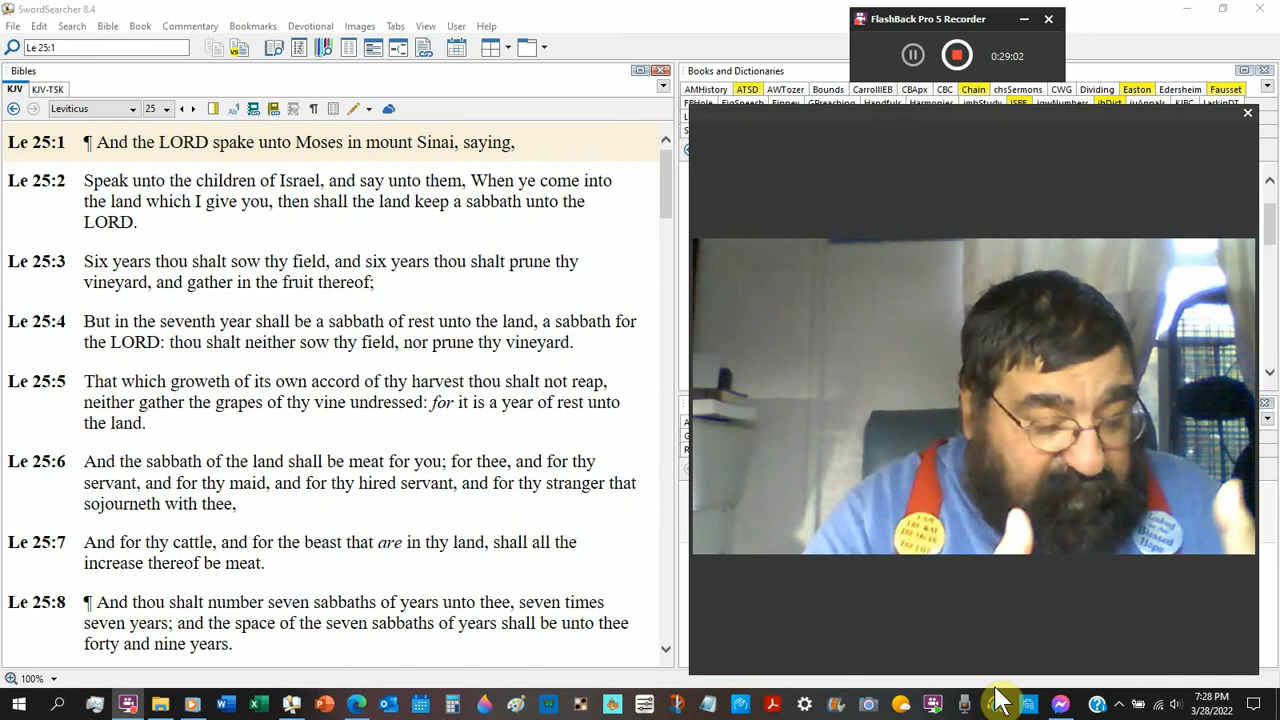 SwordSearcher 8.4
File Edit Search Bible Book Commentary Bookmarks Devotional Images Tabs View User Help
Le 25:1
Bibles
KJV KJV-TSK
Leviticus 25
Le 25:1 ¶ And the LORD spake unto Moses in mount Sinai, saying,
Le 25:2 Speak unto the children of Israel, and say unto them, When ye come into
the land which I give you, then shall the land keep a sabbath unto the
LORD.
Le 25:3 Six years thou shalt sow thy field, and six years thou shalt prune thy
vineyard, and gather in the fruit thereof;
Le 25:4 But in the seventh year shall be a sabbath of rest unto the land, a sabbath for
the LORD: thou shalt neither sow thy field, nor prune thy vineyard.
Le 25:5 That which groweth of its own accord of thy harvest thou shalt not reap,
neither gather the grapes of thy vine undressed: for it is a year of rest unto
the land.
Le 25:6 And the sabbath of the land shall be meat for you; for thee, and for thy
servant, and for thy maid, and for thy hired servant, and for thy stranger that
sojourneth with thee,
Le 25:7 And for thy cattle, and for the beast that are in thy land, shall all the
increase thereof be meat.
Le 25:8 ¶ And thou shalt number seven sabbaths of years unto thee, seven times
seven years; and the space of the seven sabbaths of years shall be unto thee
forty and nine years.
100%
FlashBack Pro 5 Recorder
0:29:02
Books and Dictionaries
AMHistory ATSD AWTozer Bounds CarrollIEB CBApx CBC Chain chsSermons CWG Dividing Easton Edersheim Fausset
I AM
THE WAY
THE TRUTH
THE LIFE
Blessed
Hope
7:28 PM
3/28/2022